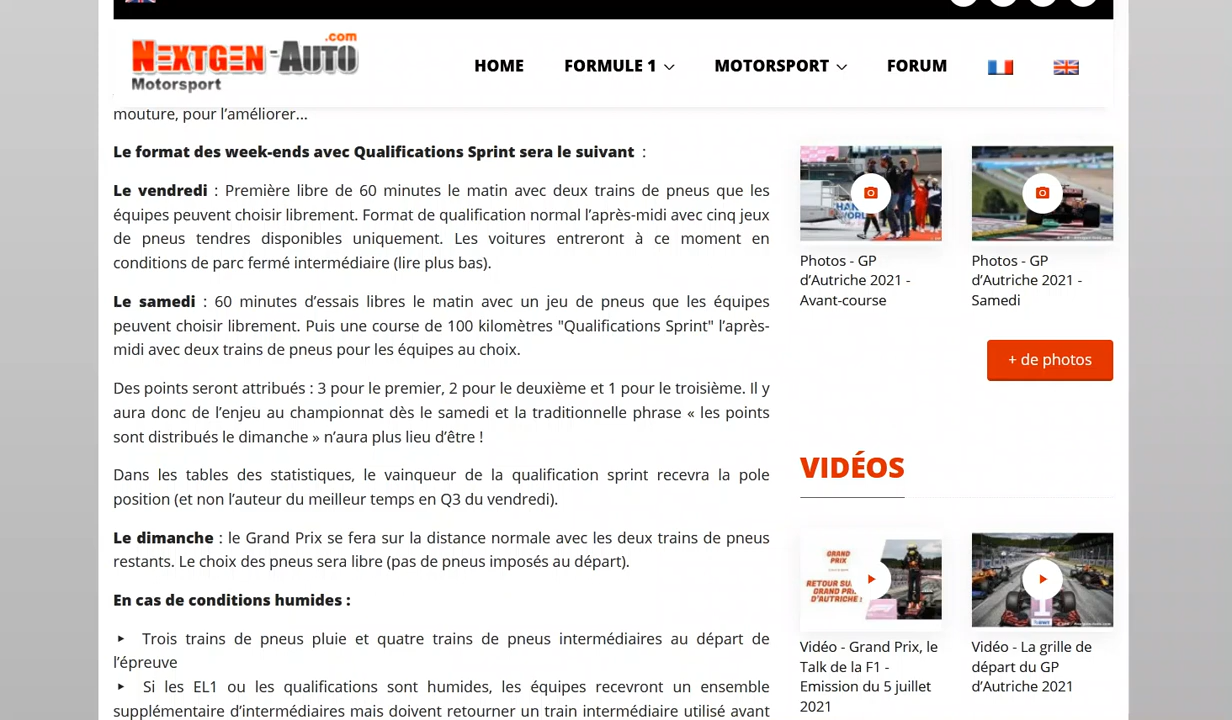 NEXTGEN-AUTO
.com
Motorsport
HOME
FORMULE 1
MOTORSPORT
FORUM
mouture, pour l’améliorer...
Le format des week-ends avec Qualifications Sprint sera le suivant :
Le vendredi : Première libre de 60 minutes le matin avec deux trains de pneus que les
équipes peuvent choisir librement. Format de qualification normal l’après-midi avec cinq jeux
de pneus tendres disponibles uniquement. Les voitures entreront à ce moment en
conditions de parc fermé intermédiaire (lire plus bas).
Le samedi : 60 minutes d’essais libres le matin avec un jeu de pneus que les équipes
peuvent choisir librement. Puis une course de 100 kilomètres "Qualifications Sprint" l’après-
midi avec deux trains de pneus pour les équipes au choix.
Des points seront attribués : 3 pour le premier, 2 pour le deuxième et 1 pour le troisième. Il y
aura donc de l’enjeu au championnat dès le samedi et la traditionnelle phrase « les points
sont distribués le dimanche » n’aura plus lieu d’être !
Dans les tables des statistiques, le vainqueur de la qualification sprint recevra la pole
position (et non l’auteur du meilleur temps en Q3 du vendredi).
Le dimanche : le Grand Prix se fera sur la distance normale avec les deux trains de pneus
restants. Le choix des pneus sera libre (pas de pneus imposés au départ).
En cas de conditions humides :
‣ Trois trains de pneus pluie et quatre trains de pneus intermédiaires au départ de
l’épreuve
‣ Si les EL1 ou les qualifications sont humides, les équipes recevront un ensemble
supplémentaire d’intermédiaires mais doivent retourner un train intermédiaire utilisé avant
Photos - GP
d’Autriche 2021 -
Avant-course
Photos - GP
d’Autriche 2021 -
Samedi
+ de photos
VIDÉOS
GRAND
PRIX
RETOUR SU
GRAND PRI
D’AUTRICHE !
Vidéo - Grand Prix, le
Talk de la F1 -
Emission du 5 juillet
2021
Vidéo - La grille de
départ du GP
d’Autriche 2021